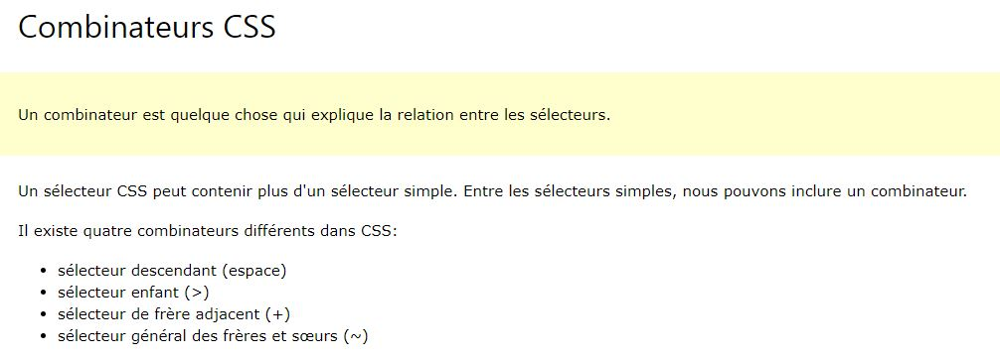 Combinateurs CSS
Un combinateur est quelque chose qui explique la relation entre les sélecteurs.
Un sélecteur CSS peut contenir plus d'un sélecteur simple. Entre les sélecteurs simples, nous pouvons inclure un combinateur.
Il existe quatre combinateurs différents dans CSS:
• sélecteur descendant (espace)
• sélecteur enfant (>)
• sélecteur de frère adjacent (+)
• sélecteur général des frères et sœurs (~)